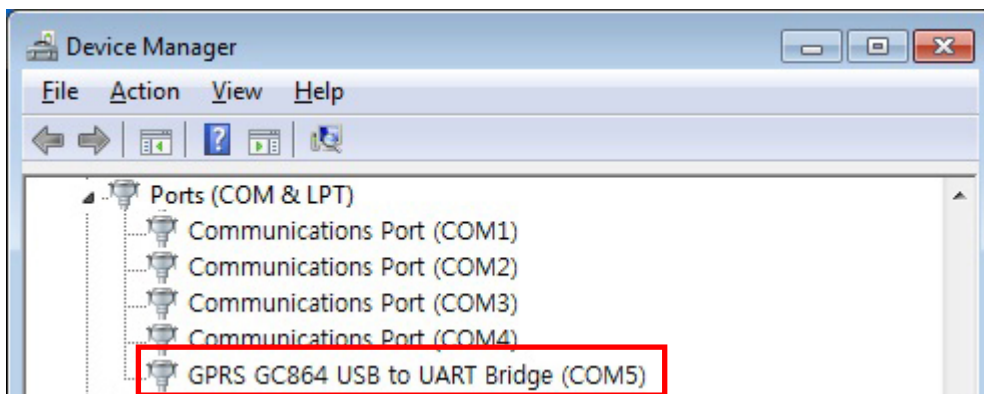 Device Manager
File Action View Help
Ports (COM & LPT)
Communications Port (COM1)
Communications Port (COM2)
Communications Port (COM3)
Communications Port (COM4)
GPRS GC864 USB to UART Bridge (COM5)